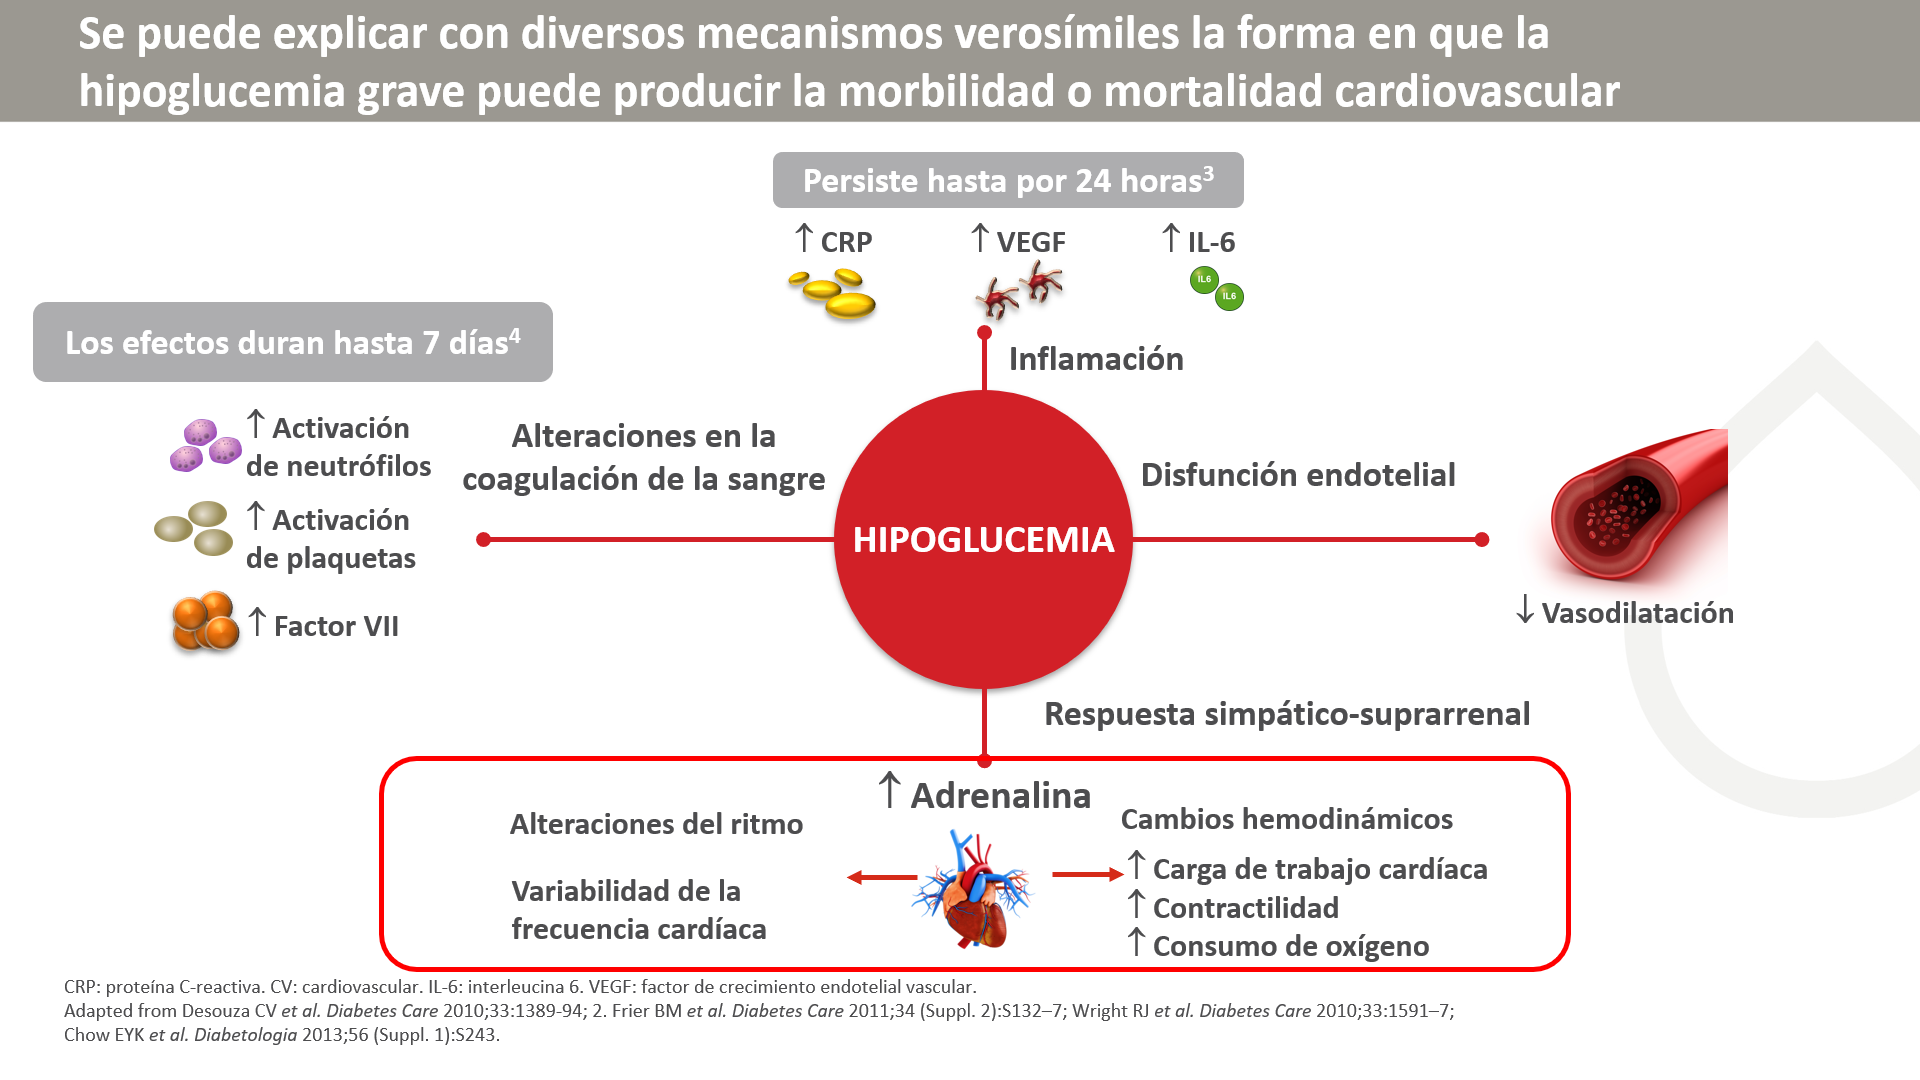 Se puede explicar con diversos mecanismos verosímiles la forma en que la
hipoglucemia grave puede producir la morbilidad o mortalidad cardiovascular
Persiste hasta por 24 horas³
↑ CRP
↑ VEGF
↑ IL-6
IL6
IL6
Inflamación
Los efectos duran hasta 7 días⁴
↑ Activación
de neutrófilos
↑ Activación
de plaquetas
↑ Factor VII
Alteraciones en la
coagulación de la sangre
HIPOGLUCEMIA
Disfunción endotelial
↓ Vasodilatación
Respuesta simpático-suprarrenal
↑ Adrenalina
Alteraciones del ritmo
Variabilidad de la
frecuencia cardíaca
Cambios hemodinámicos
↑ Carga de trabajo cardíaca
↑ Contractilidad
↑ Consumo de oxígeno
CRP: proteína C-reactiva. CV: cardiovascular. IL-6: interleucina 6. VEGF: factor de crecimiento endotelial vascular.
Adapted from Desouza CV et al. Diabetes Care 2010;33:1389-94; 2. Frier BM et al. Diabetes Care 2011;34 (Suppl. 2):S132–7; Wright RJ et al. Diabetes Care 2010;33:1591–7;
Chow EYK et al. Diabetologia 2013;56 (Suppl. 1):S243.